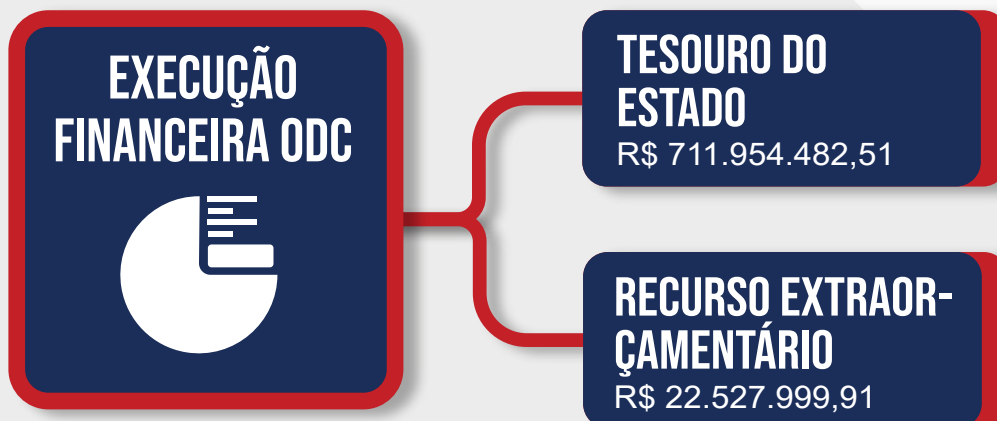 EXECUÇÃO
FINANCEIRA ODC
TESOURO DO
ESTADO
R$ 711.954.482,51
RECURSO EXTRAOR-
ÇAMENTÁRIO
R$ 22.527.999,91